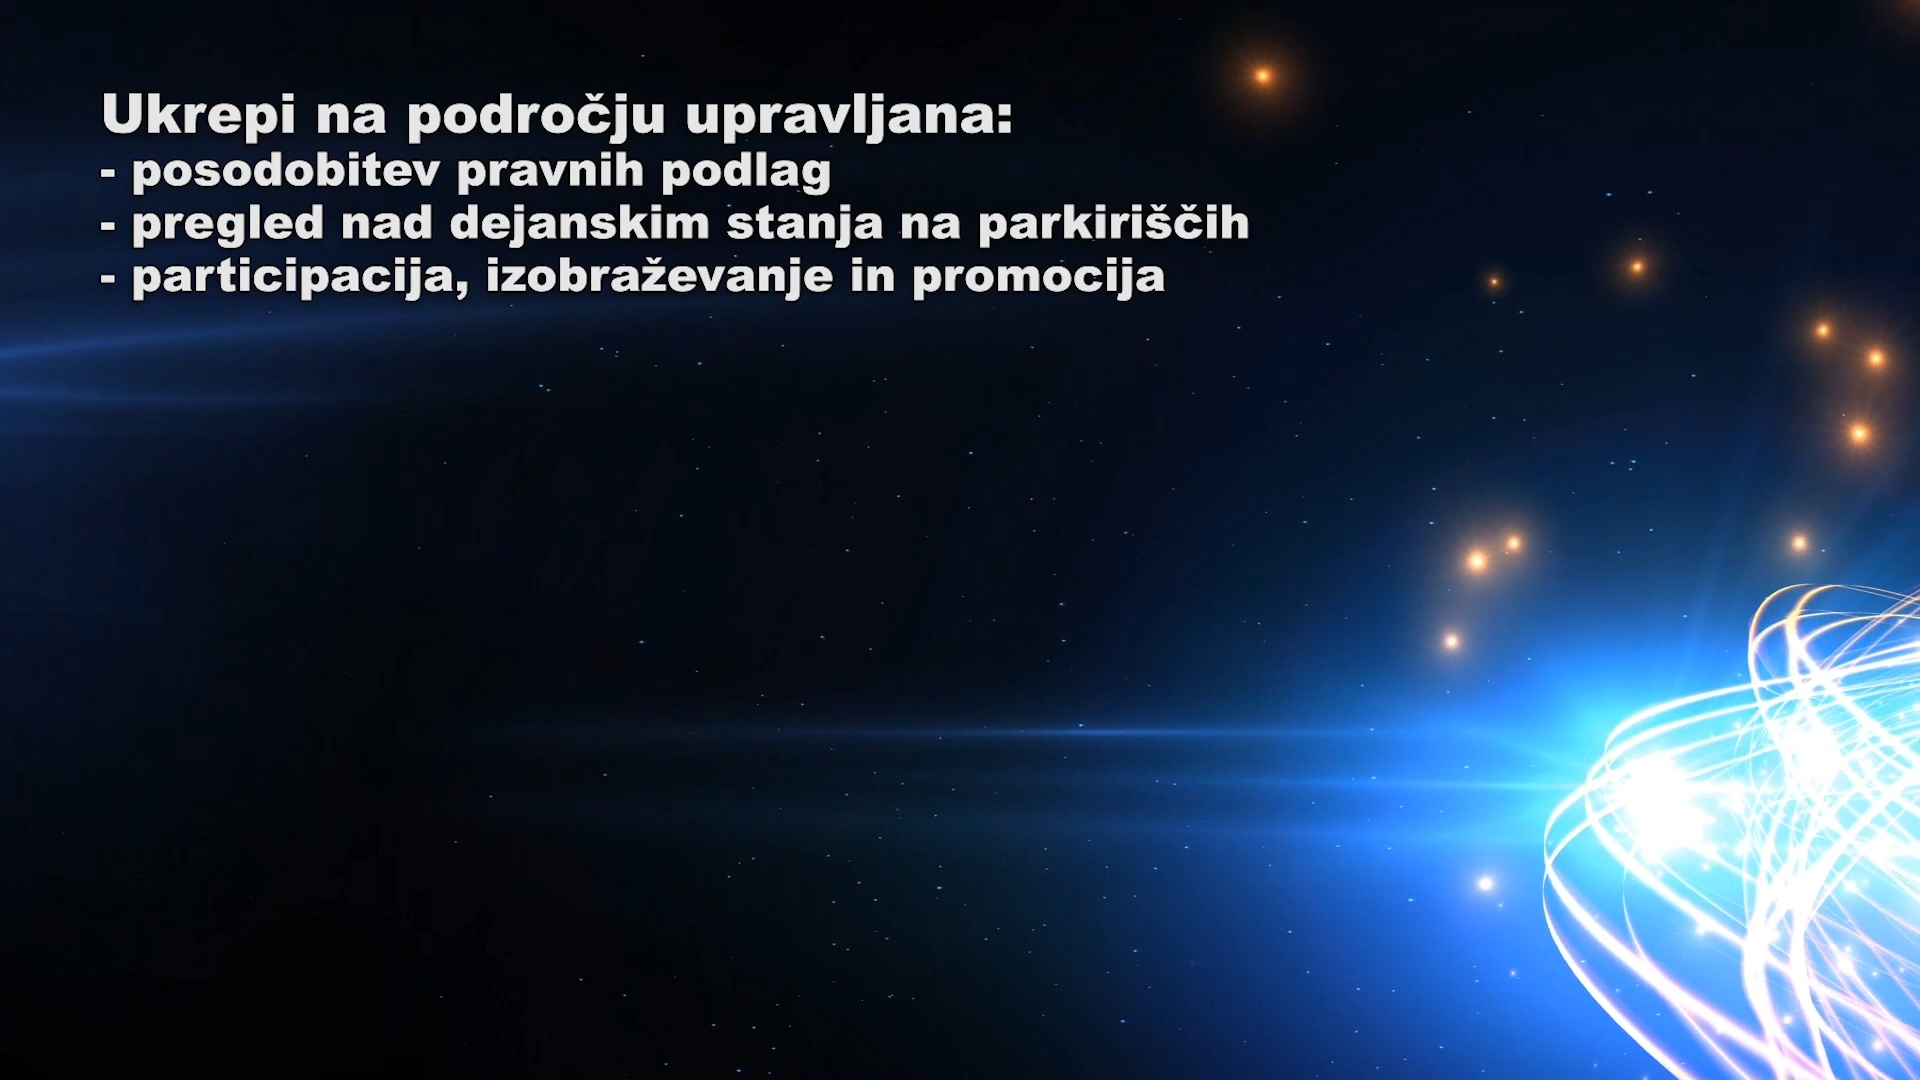 Ukrepi na področju upravljana:
- posodobitev pravnih podlag
- pregled nad dejanskim stanja na parkiriščih
- participacija, izobraževanje in promocija